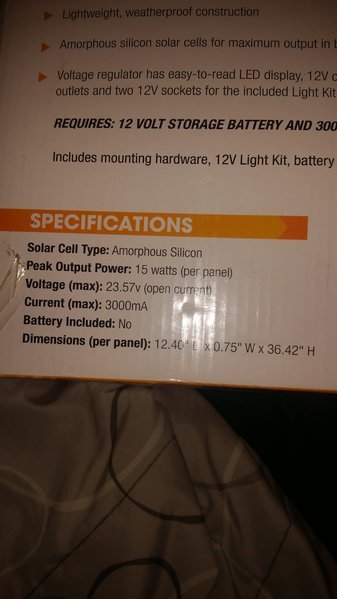 Lightweight, weatherproof construction
Amorphous silicon solar cells for maximum output in
Voltage regulator has easy-to-read LED display, 12V
outlets and two 12V sockets for the included Light Kit
REQUIRES: 12 VOLT STORAGE BATTERY AND 300
Includes mounting hardware, 12V Light Kit, battery
SPECIFICATIONS
Solar Cell Type: Amorphous Silicon
Peak Output Power: 15 watts (per panel)
Voltage (max): 23.57v (open current)
Current (max): 3000mA
Battery Included: No
Dimensions (per panel): 12.40" L x 0.75" W x 36.42" H